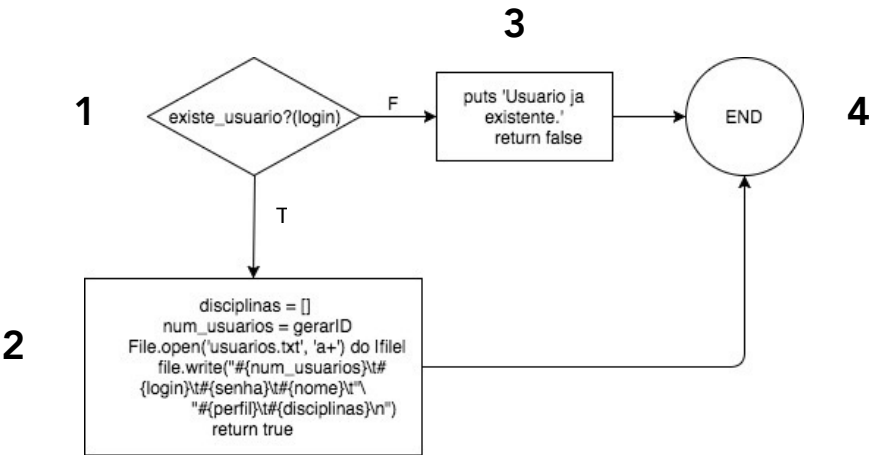 3
1
existe_usuario?(login)
F
puts 'Usuario ja
existente.'
return false
END
4
T
2
disciplinas = []
num_usuarios = gerarID
File.open('usuarios.txt', 'a+') do |file|
file.write("#{num_usuarios}\t#
{login}\t#{senha}\t#{nome}\t"\
"#{perfil}\t#{disciplinas}\n")
return true